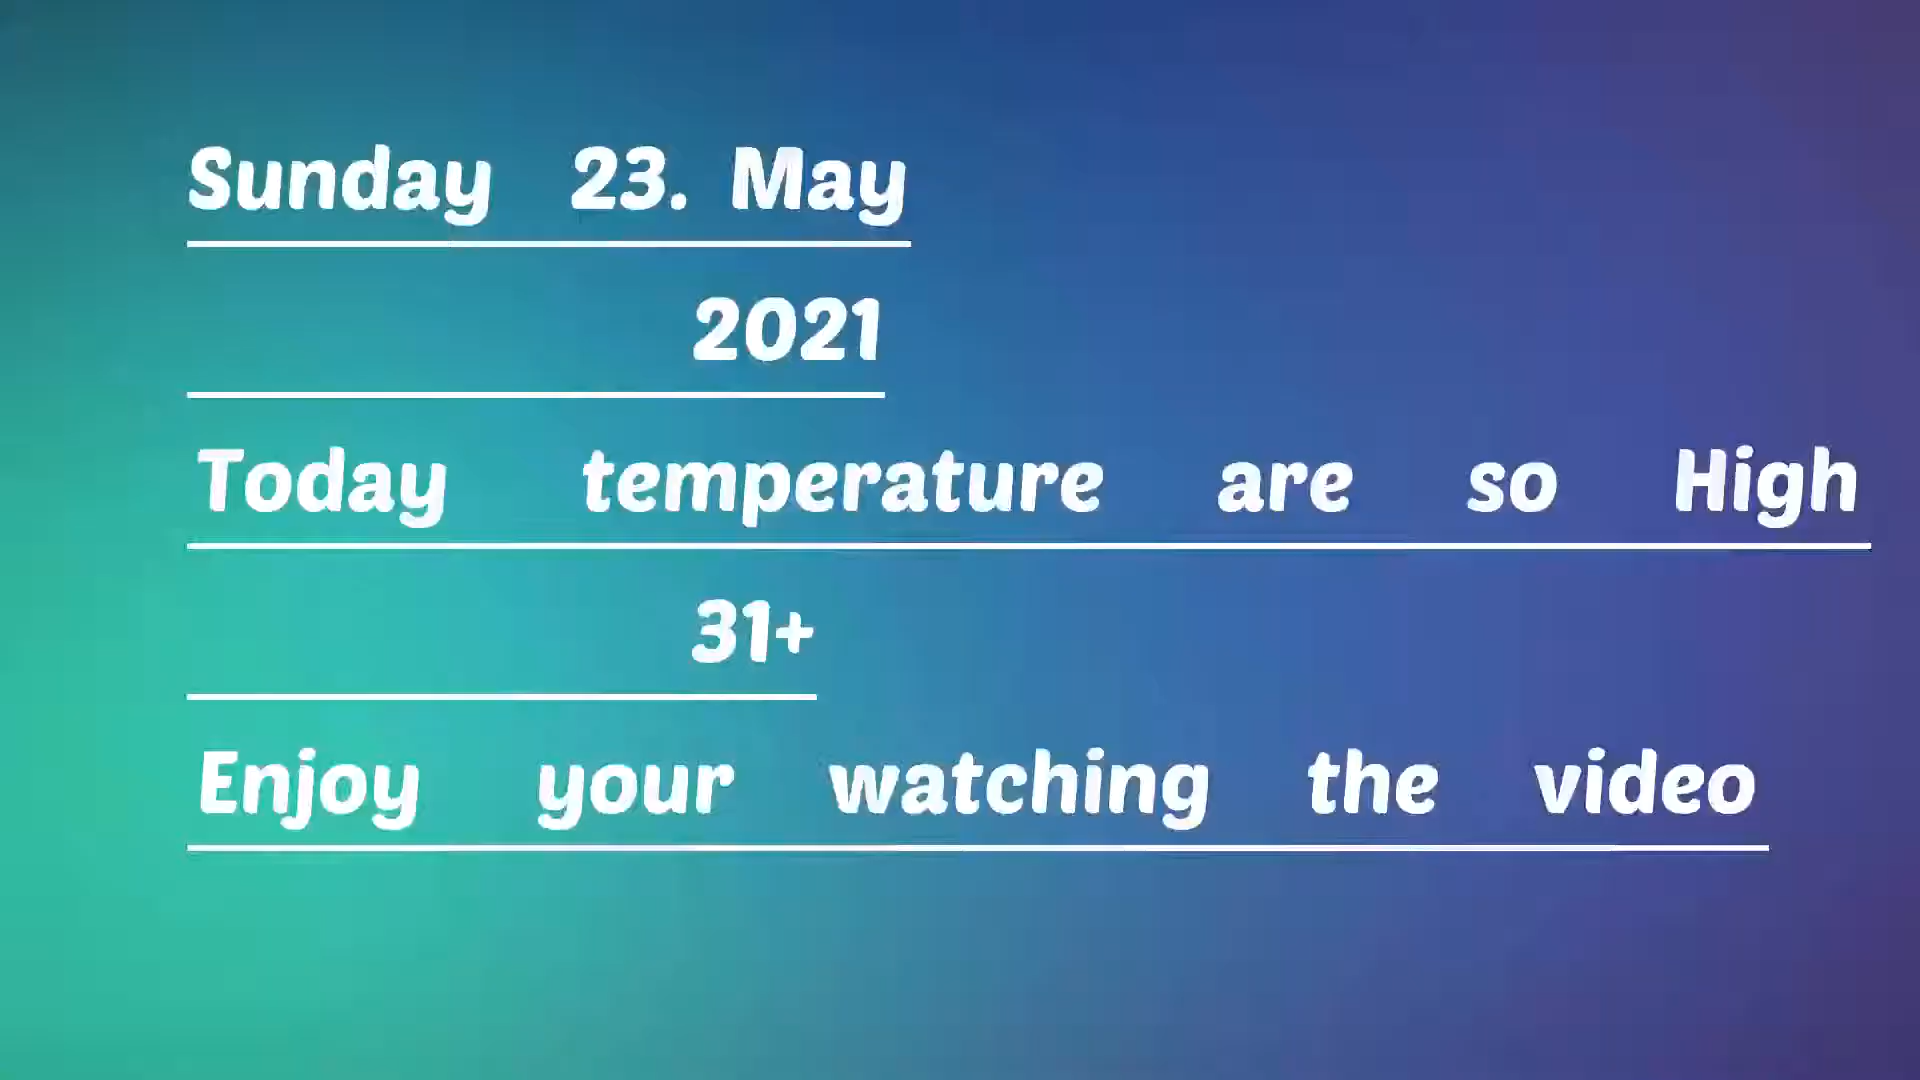 Sunday 23. May
2021
Today temperature are so High
31+
Enjoy your watching the video